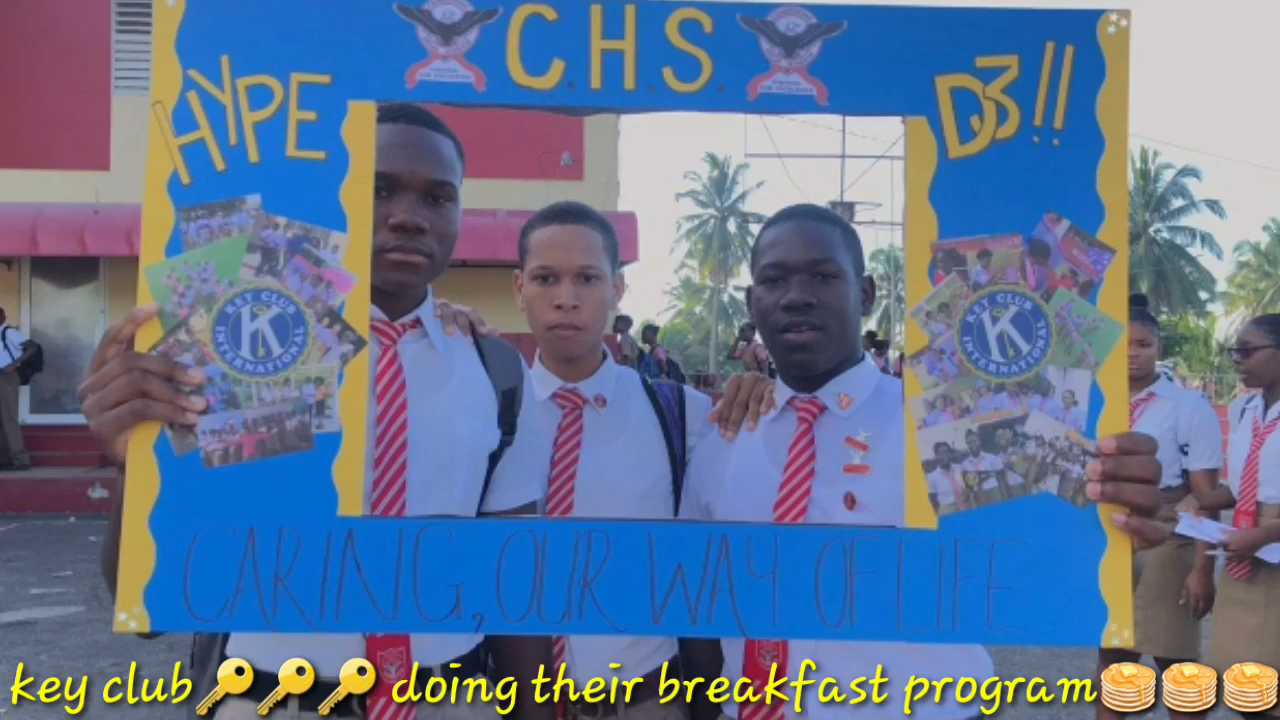 C.H.S.
HYPE
D3!!
KEY CLUB
K
INTERNATIONAL
KEY CLUB
K
INTERNATIONAL
CARING, OUR WAY OF LIFE
key club🔑🔑🔑 doing their breakfast program🥞🥞🥞